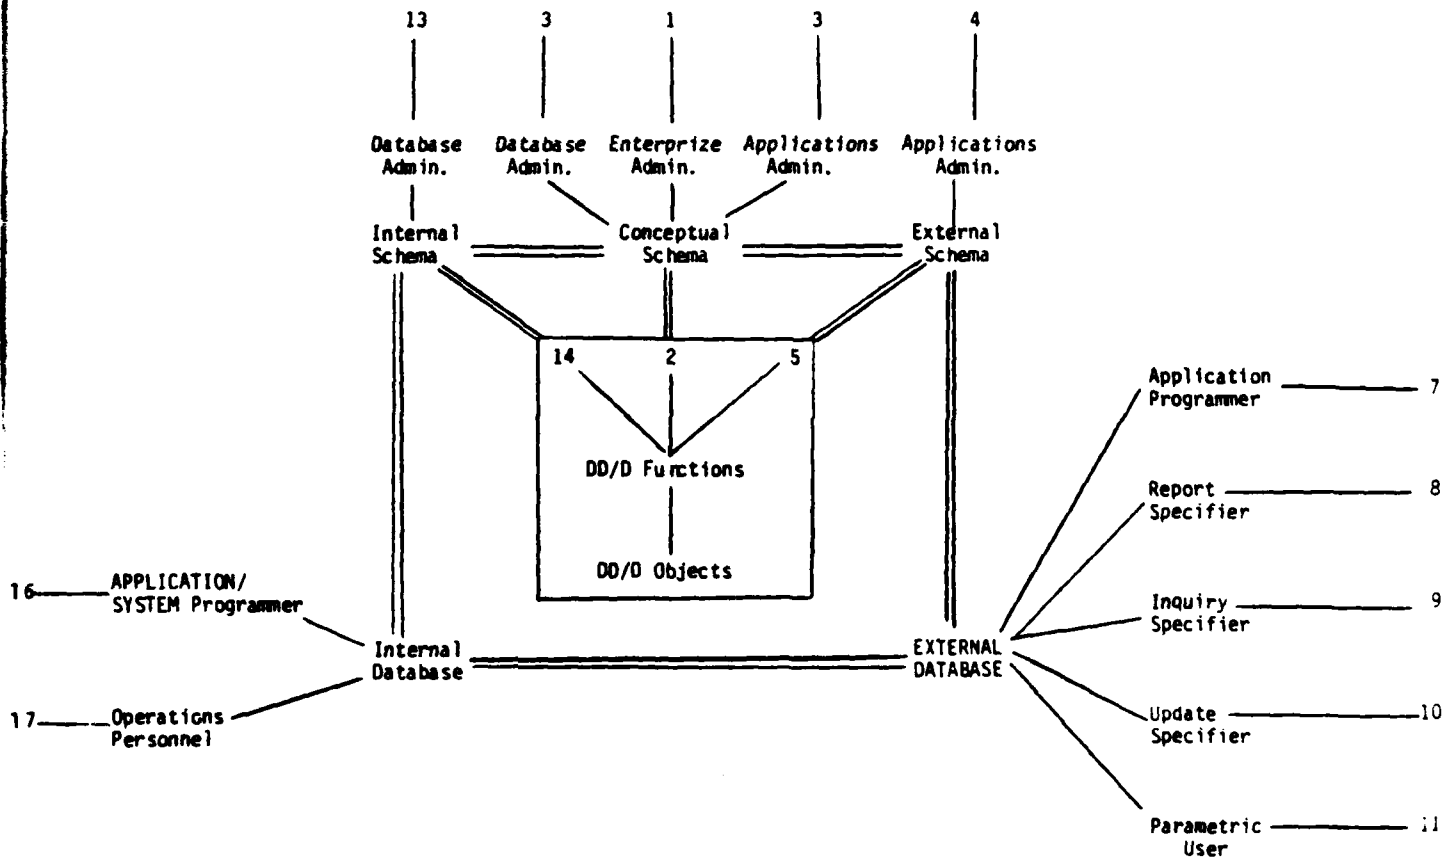 13 3 1 3 4
Database Database Enterprize Applications Applications
Admin. Admin. Admin. Admin. Admin.
Internal Conceptual External
Schema Schema Schema
14 2 5
DD/D Functions
DD/D Objects
Application 7
Programmer
Report 8
Specifier
Inquiry 9
Specifier
16 APPLICATION/
SYSTEM Programmer
Internal EXTERNAL
Database DATABASE
17 Operations
Personnel
Update 10
Specifier
Parametric 11
User